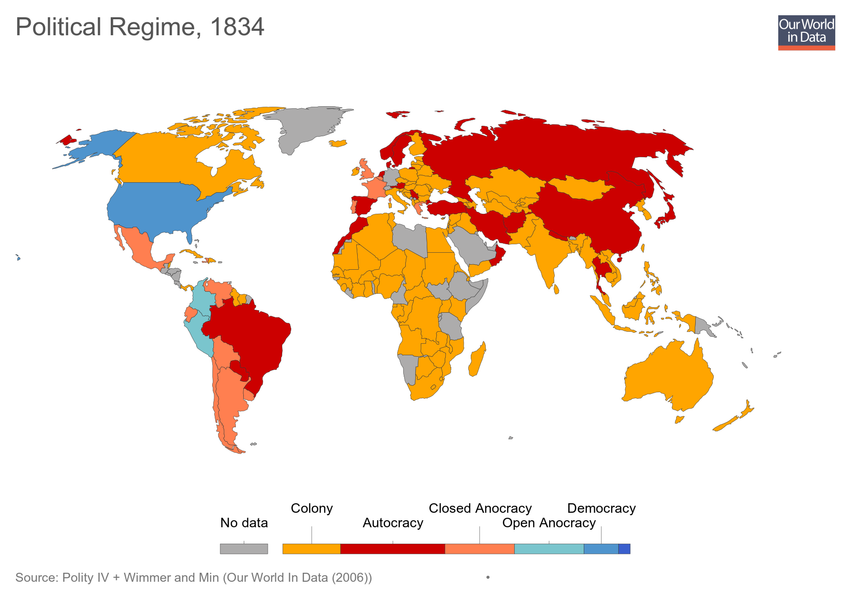 Political Regime, 1834
Our World
in Data
Colony
Closed Anocracy
Democracy
No data
Autocracy
Open Anocracy
Source: Polity IV + Wimmer and Min (Our World In Data (2006))